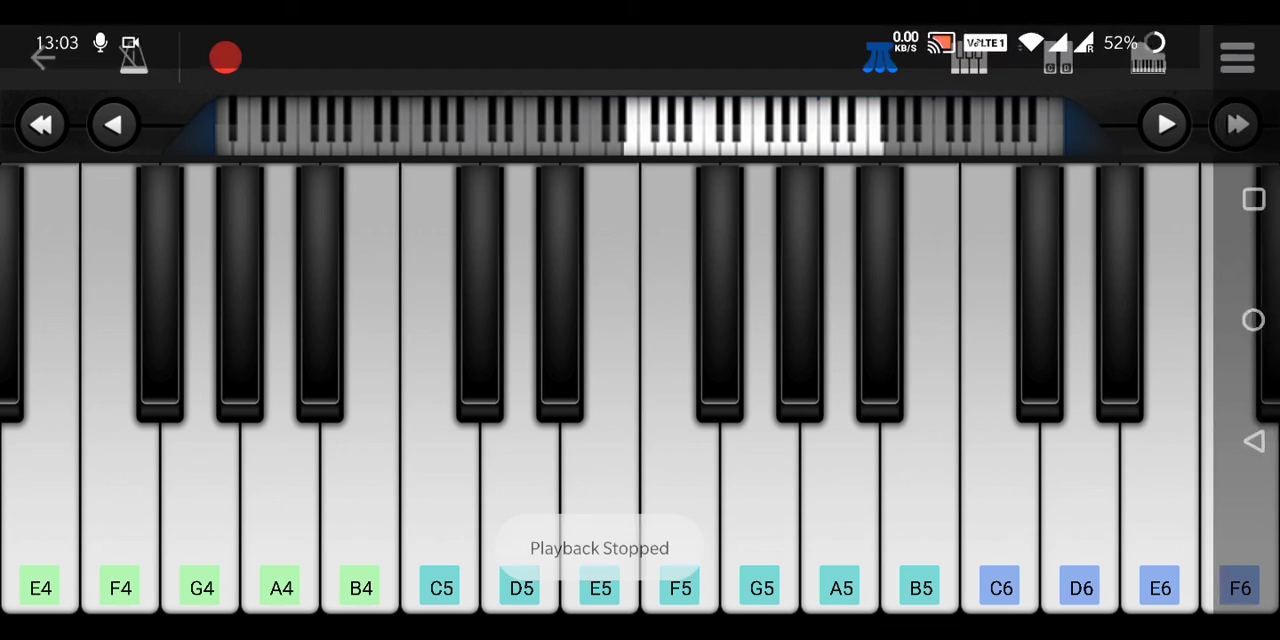 13:03 0.00 KB/S VoLTE 1 R 52%
C D
Playback Stopped
E4 F4 G4 A4 B4 C5 D5 E5 F5 G5 A5 B5 C6 D6 E6 F6